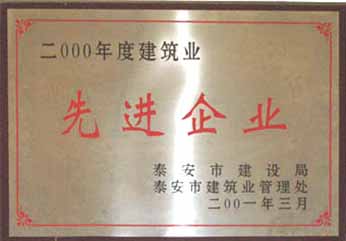 二000年度建筑业
先进企业
泰安市建设局
泰安市建筑业管理处
二00一年三月